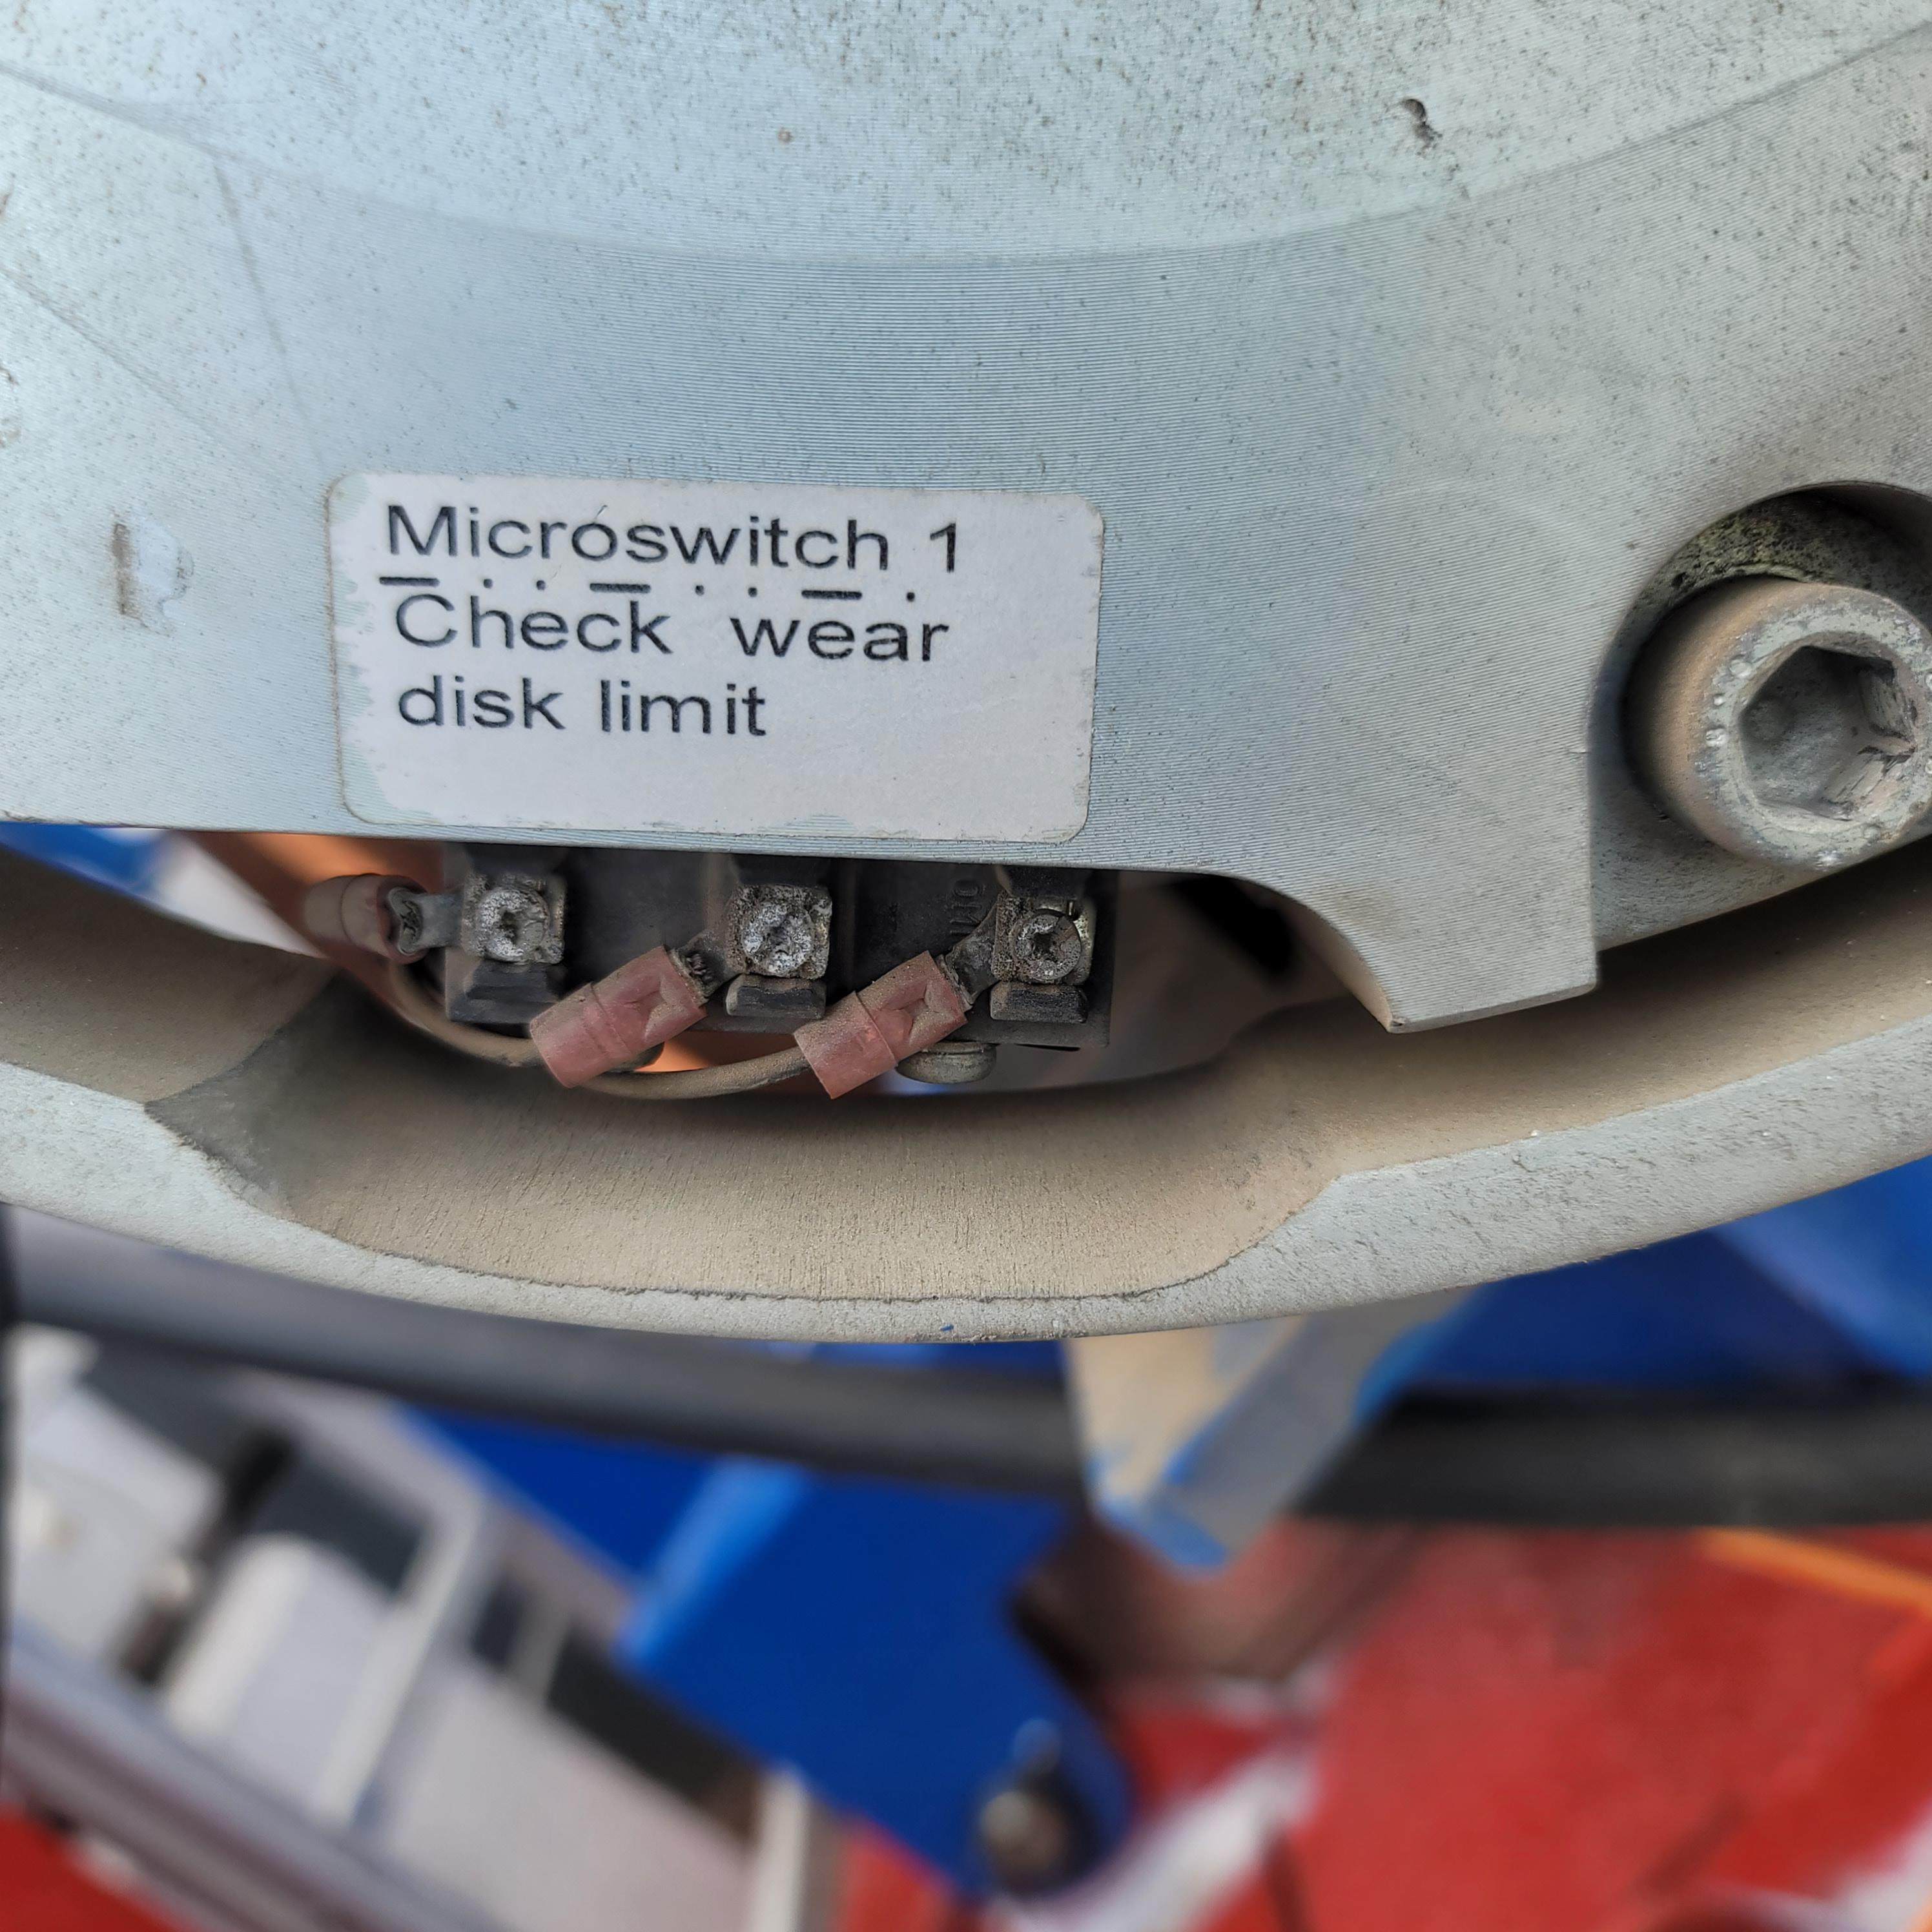 Microswitch 1
Check wear
disk limit